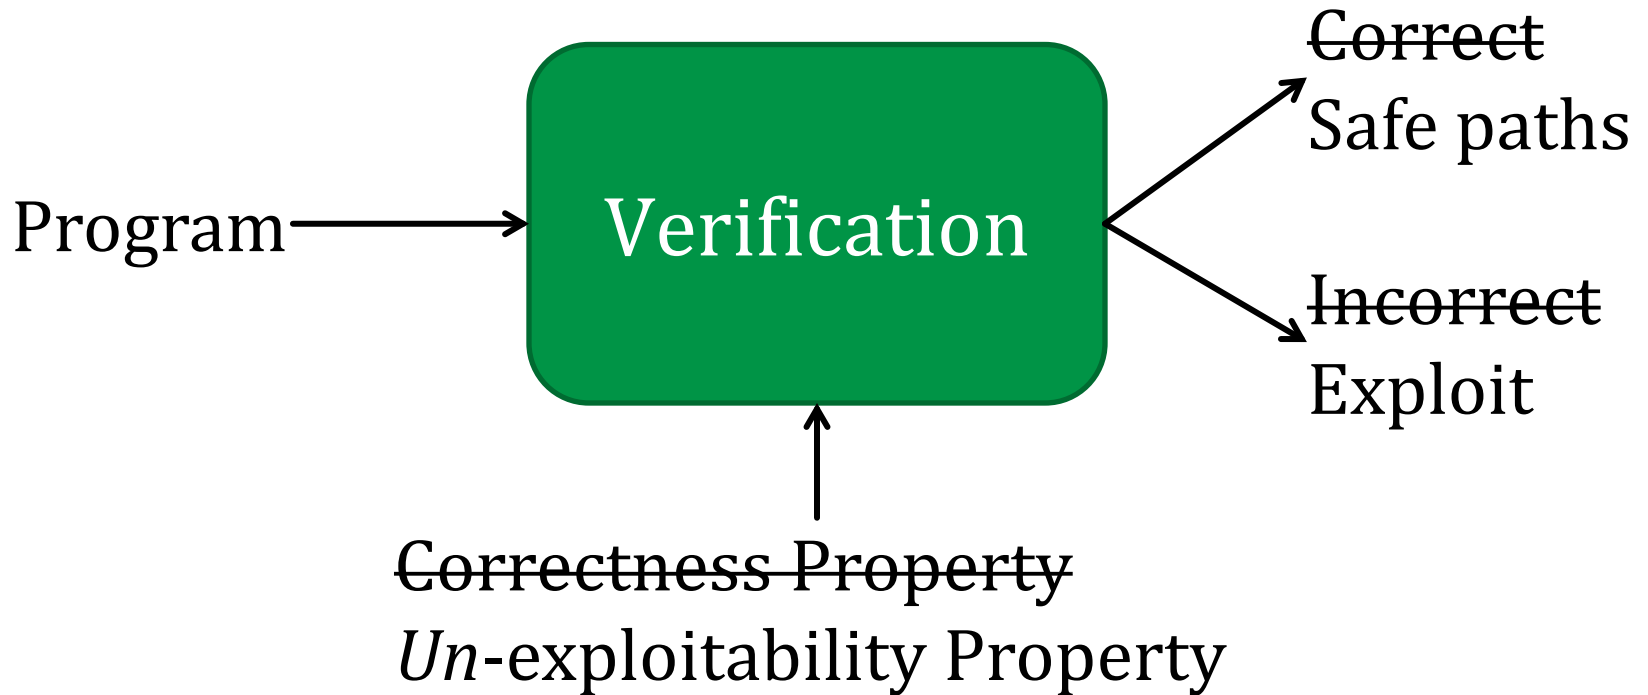 Program
Verification
Correct
Safe paths
Incorrect
Exploit
Correctness Property
Un-exploitability Property